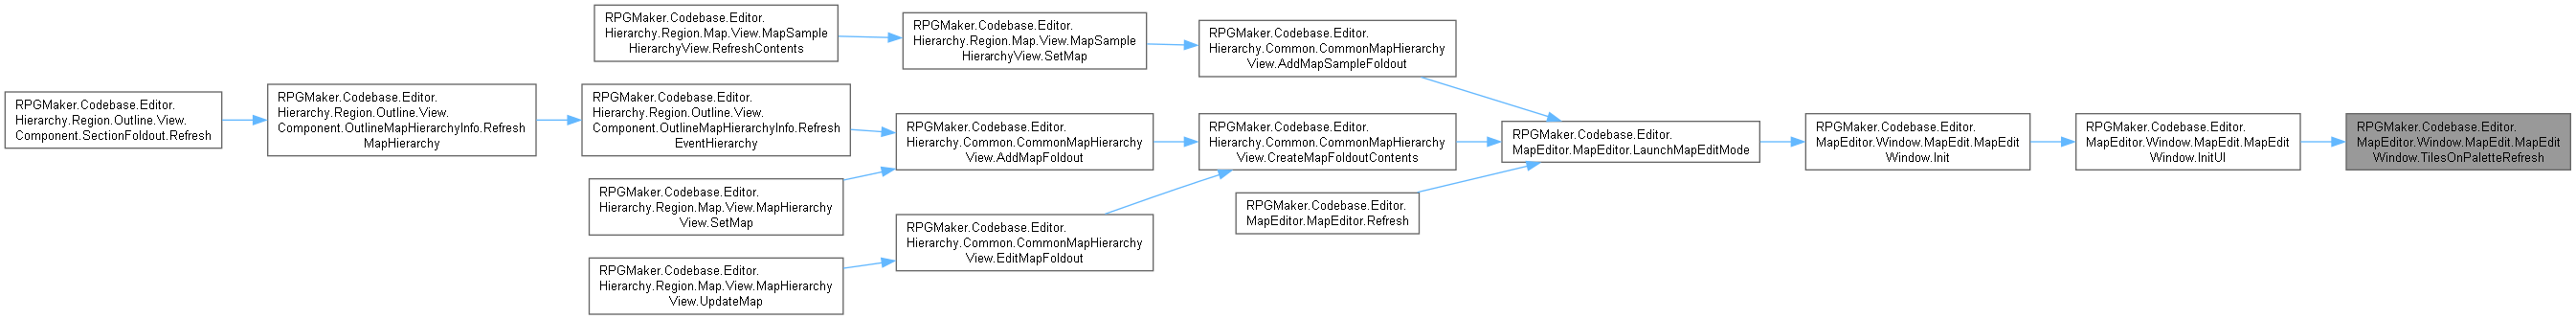 RPGMaker.Codebase.Editor.
Hierarchy.Region.Map.View.MapSample
HierarchyView.RefreshContents
RPGMaker.Codebase.Editor.
Hierarchy.Region.Map.View.MapSample
HierarchyView.SetMap
RPGMaker.Codebase.Editor.
Hierarchy.Common.CommonMapHierarchy
View.AddMapSampleFoldout
RPGMaker.Codebase.Editor.
Hierarchy.Region.Outline.View.
Component.SectionFoldout.Refresh
RPGMaker.Codebase.Editor.
Hierarchy.Region.Outline.View.
Component.OutlineMapHierarchyInfo.Refresh
MapHierarchy
RPGMaker.Codebase.Editor.
Hierarchy.Region.Outline.View.
Component.OutlineMapHierarchyInfo.Refresh
EventHierarchy
RPGMaker.Codebase.Editor.
Hierarchy.Common.CommonMapHierarchy
View.AddMapFoldout
RPGMaker.Codebase.Editor.
Hierarchy.Common.CommonMapHierarchy
View.CreateMapFoldoutContents
RPGMaker.Codebase.Editor.
MapEditor.MapEditor.LaunchMapEditMode
RPGMaker.Codebase.Editor.
MapEditor.Window.MapEdit.MapEdit
Window.Init
RPGMaker.Codebase.Editor.
MapEditor.Window.MapEdit.MapEdit
Window.InitUI
RPGMaker.Codebase.Editor.
MapEditor.Window.MapEdit.MapEdit
Window.TilesOnPaletteRefresh
RPGMaker.Codebase.Editor.
Hierarchy.Region.Map.View.MapHierarchy
View.SetMap
RPGMaker.Codebase.Editor.
MapEditor.MapEditor.Refresh
RPGMaker.Codebase.Editor.
Hierarchy.Common.CommonMapHierarchy
View.EditMapFoldout
RPGMaker.Codebase.Editor.
Hierarchy.Region.Map.View.MapHierarchy
View.UpdateMap